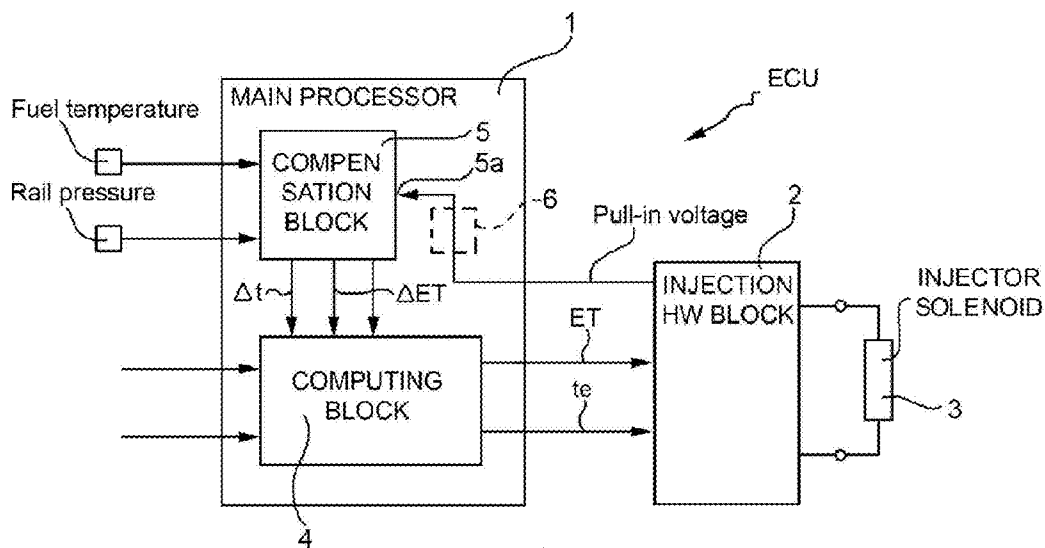 1
ECU
MAIN PROCESSOR
Fuel temperature
5
COMPEN
SATION
BLOCK
5a
Rail pressure
6
Pull-in voltage
2
Δt
ΔET
INJECTION
HW BLOCK
INJECTOR
SOLENOID
ET
COMPUTING
BLOCK
te
3
4